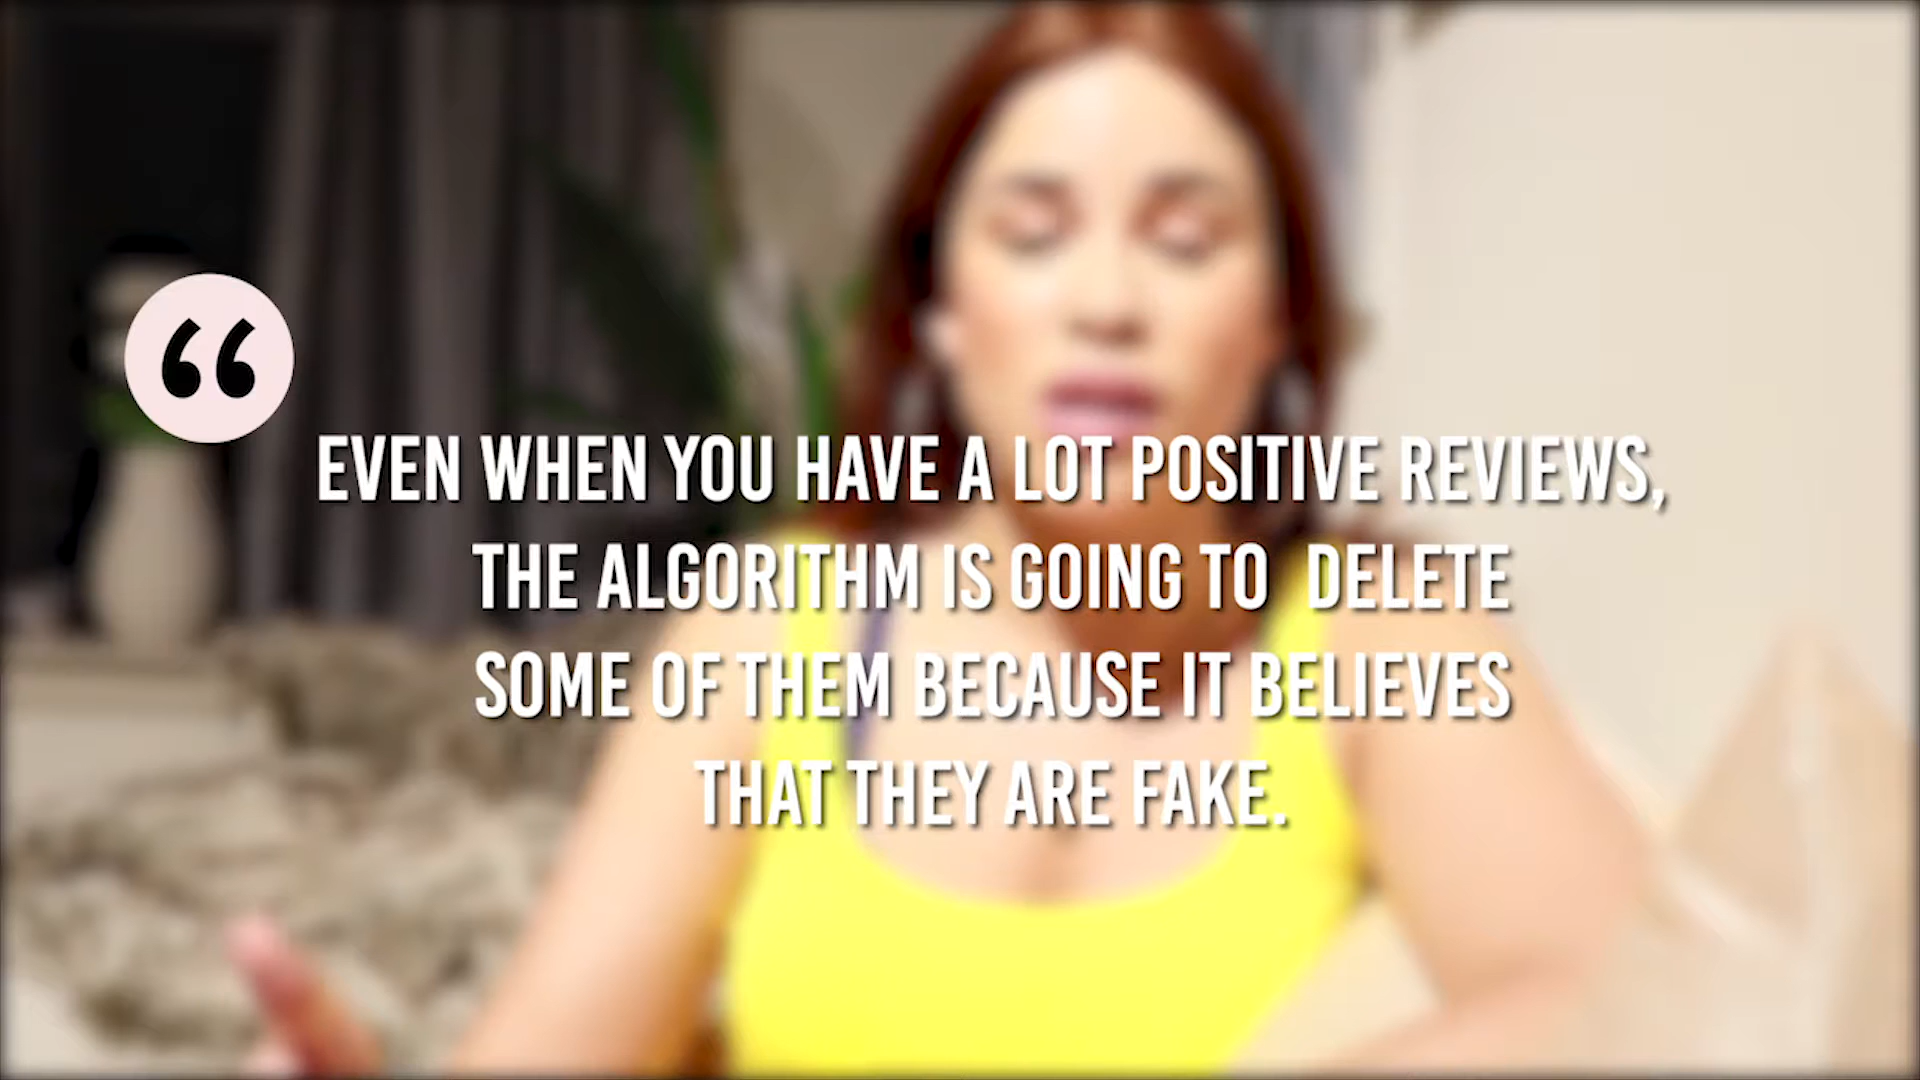 “
EVEN WHEN YOU HAVE A LOT POSITIVE REVIEWS,
THE ALGORITHM IS GOING TO  DELETE
SOME OF THEM BECAUSE IT BELIEVES
THAT THEY ARE FAKE.